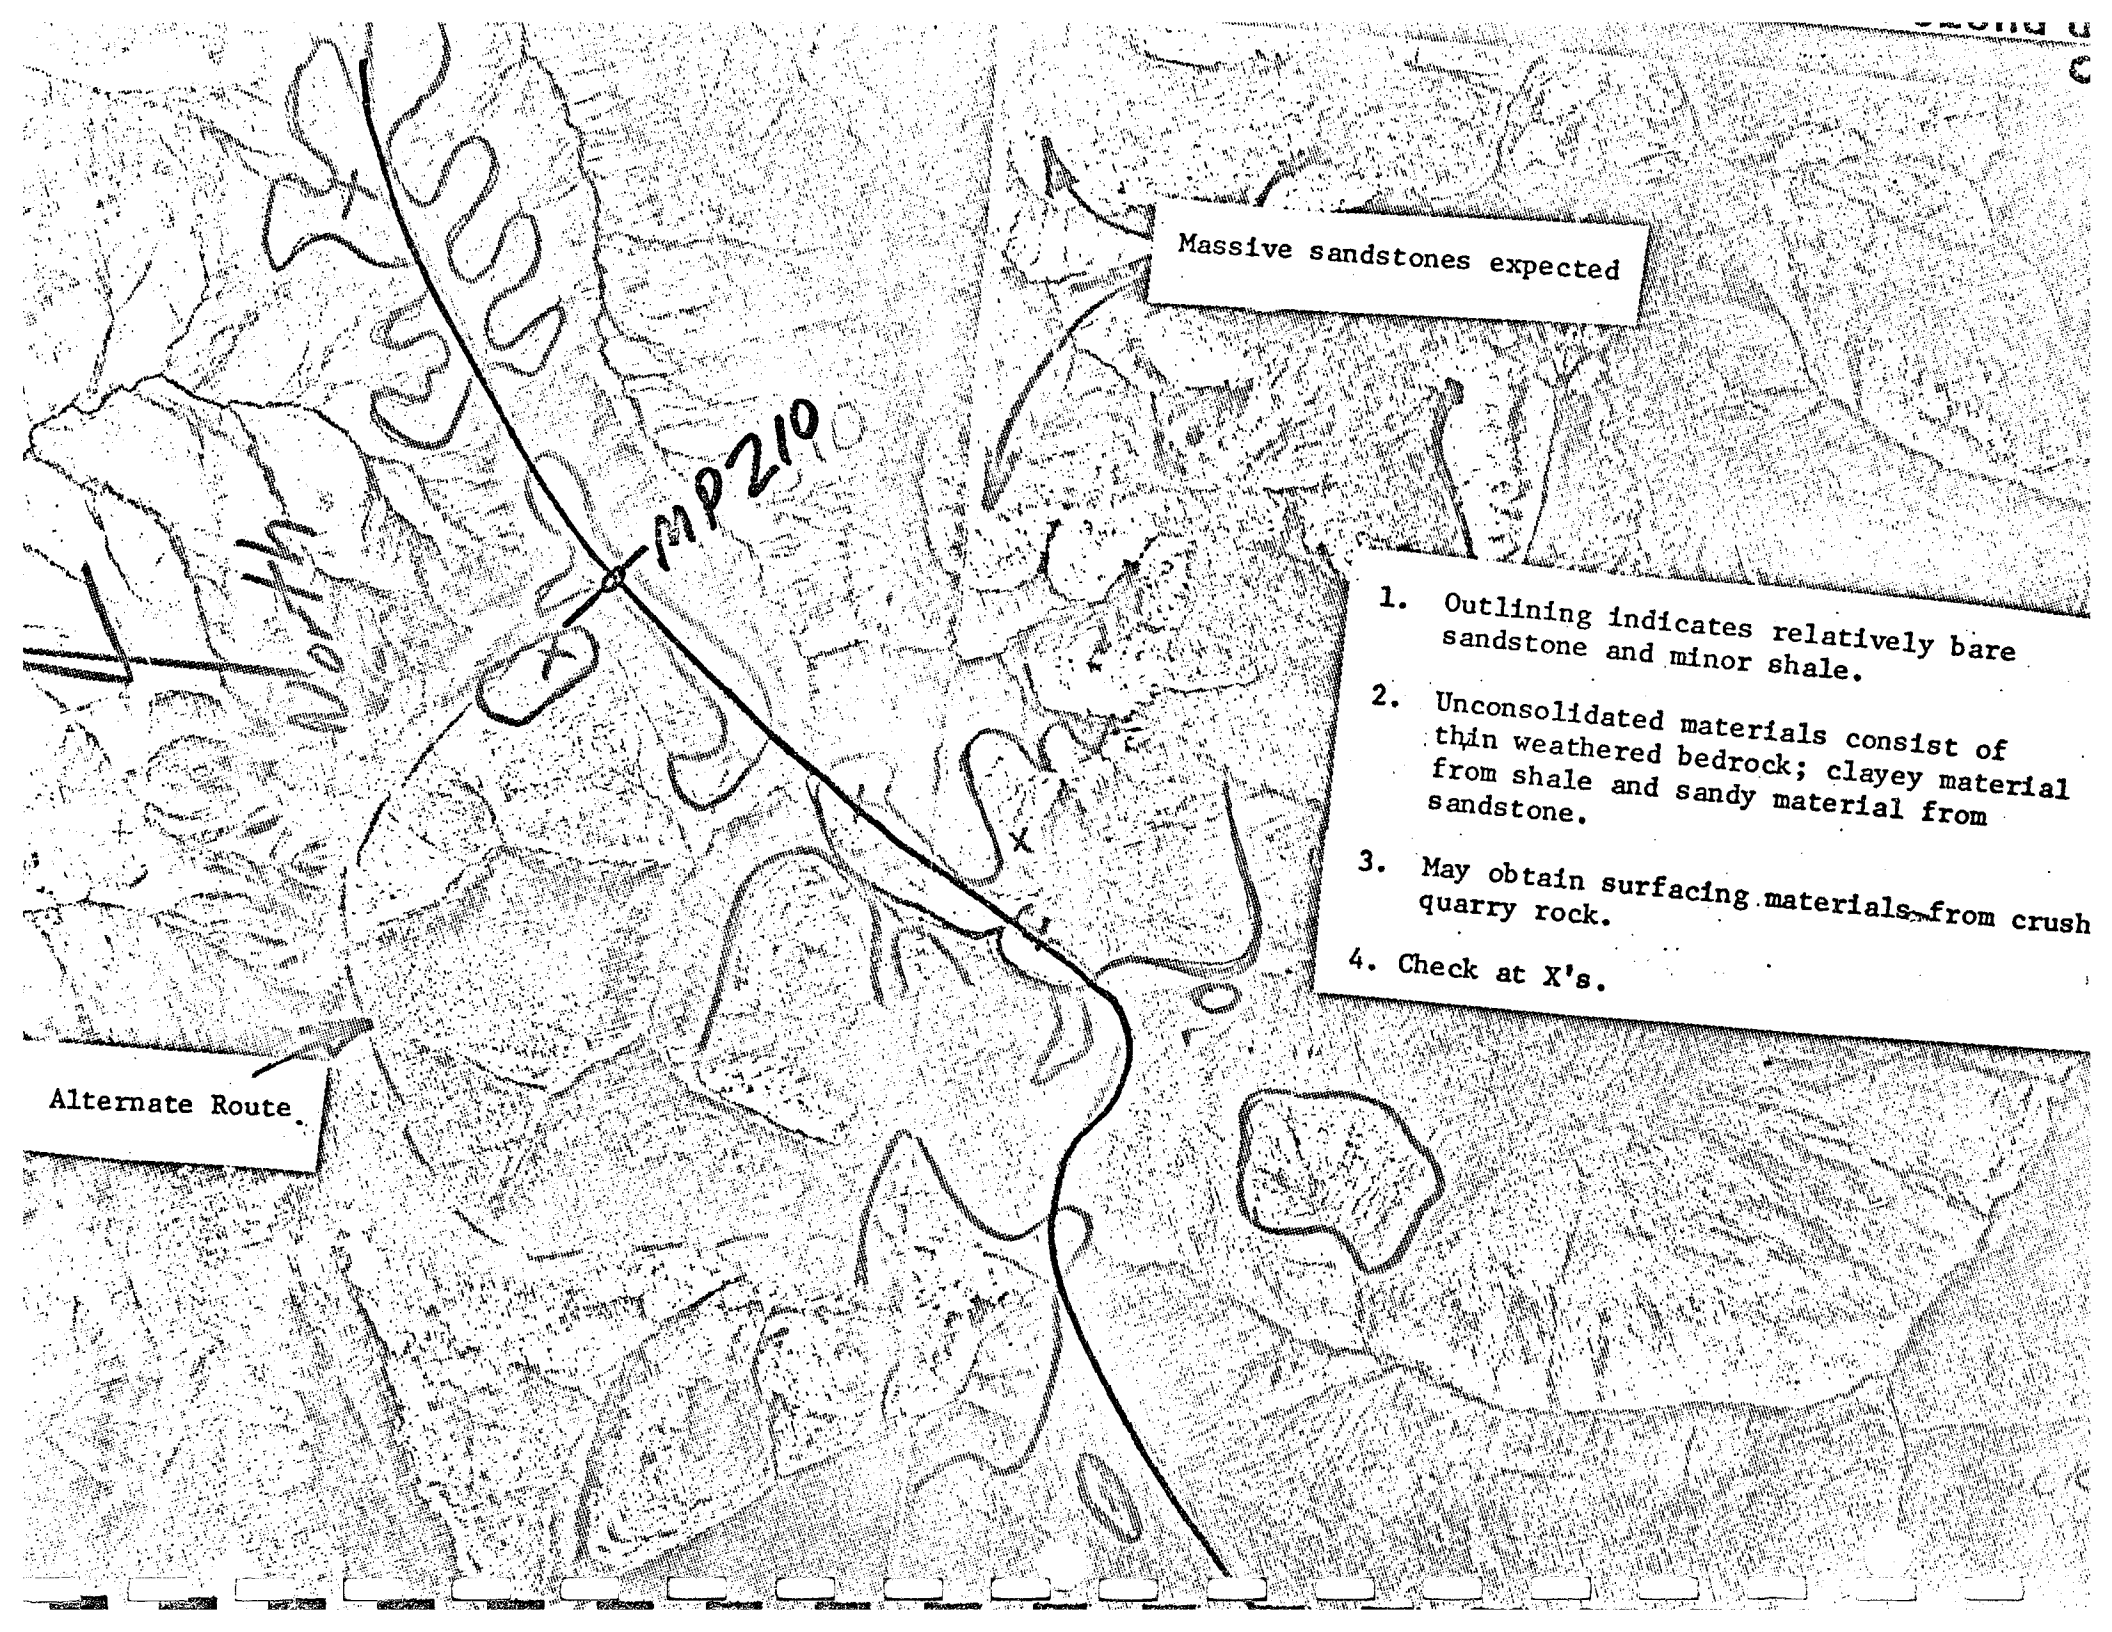 Massive sandstones expected
MP210
North
1. Outlining indicates relatively bare
sandstone and minor shale.
2. Unconsolidated materials consist of
thin weathered bedrock; clayey material
from shale and sandy material from
sandstone.
3. May obtain surfacing materials from crush
quarry rock.
4. Check at X's.
Alternate Route
X
X
X